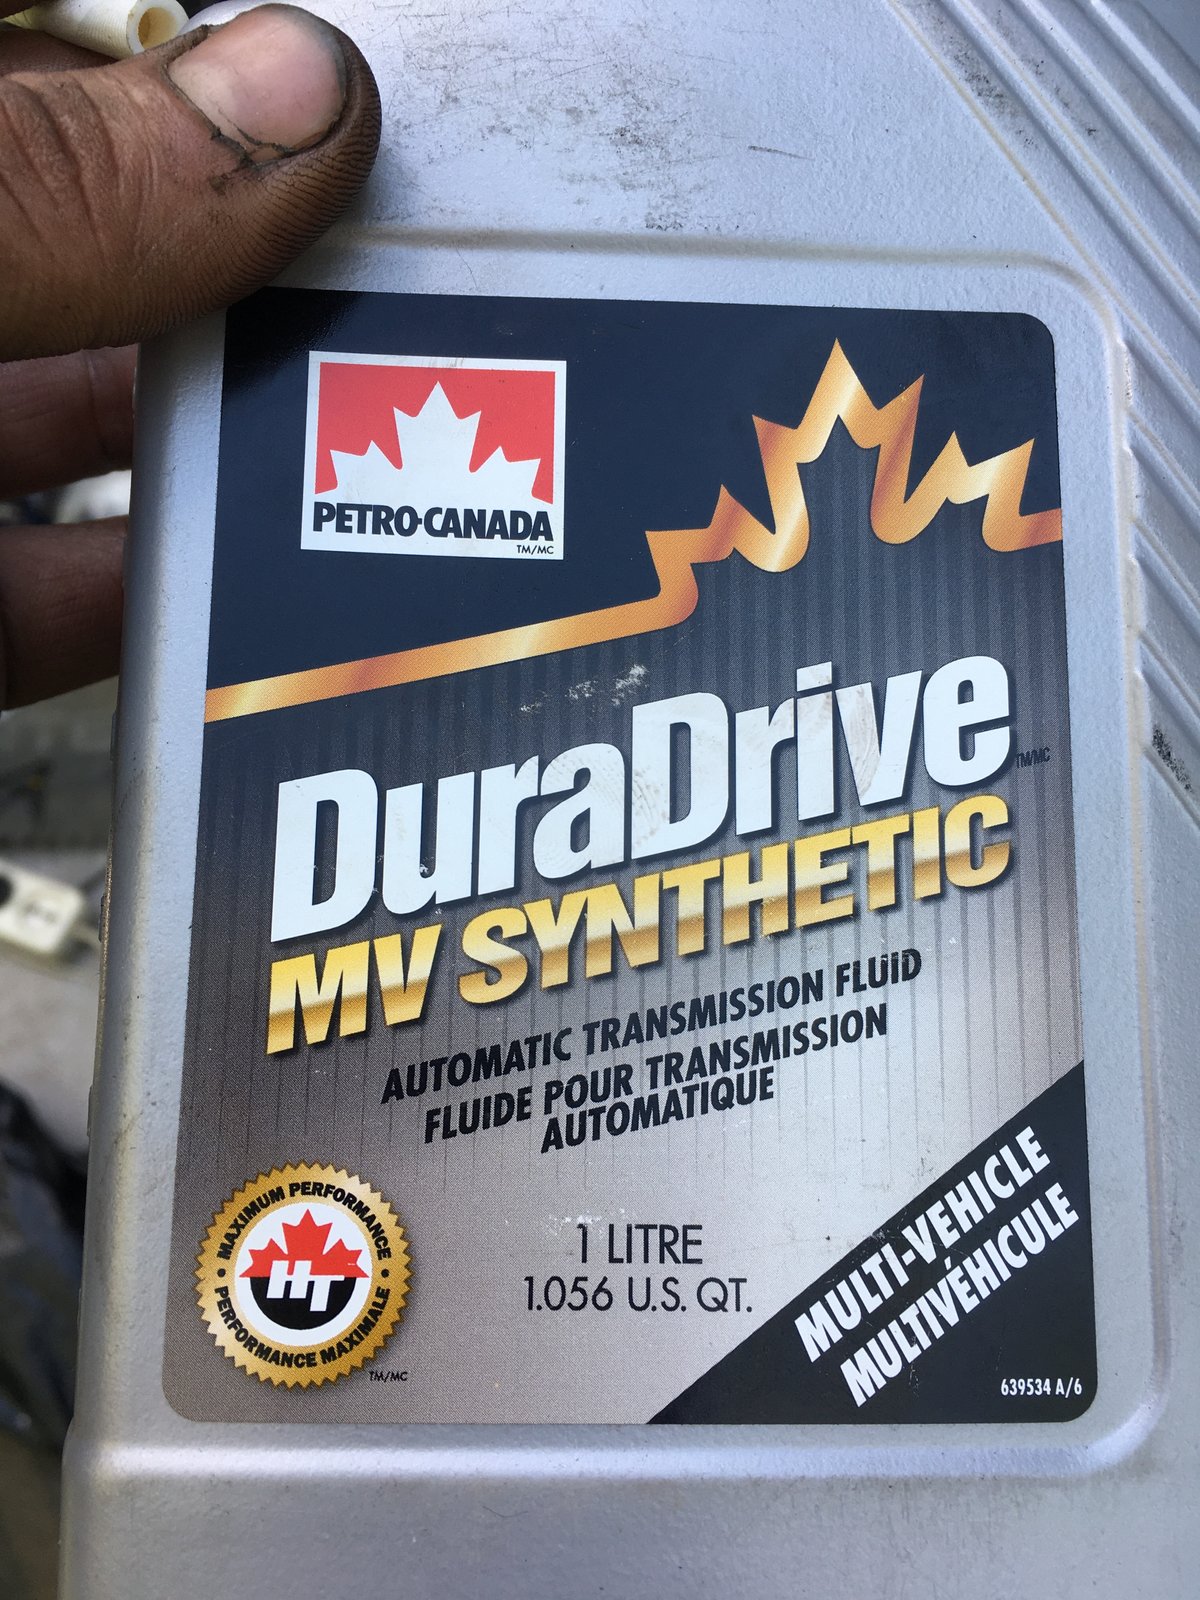 PETRO-CANADA
TM/MC
DuraDrive
TM/MC
MV SYNTHETIC
AUTOMATIC TRANSMISSION FLUID
FLUIDE POUR TRANSMISSION
AUTOMATIQUE
MAXIMUM PERFORMANCE
HT
PERFORMANCE MAXIMALE
TM/MC
1 LITRE
1.056 U.S. QT.
MULTI-VEHICLE
MULTIVÉHICULE
639534 A/6